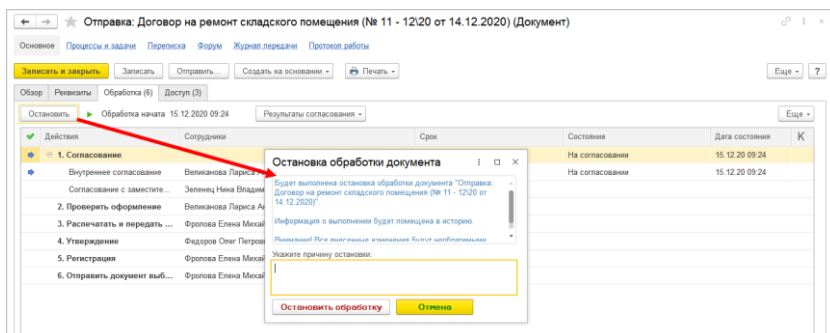 Отправка: Договор на ремонт складского помещения (№ 11 - 12\20 от 14.12.2020) (Документ)
Основное Процессы и задачи Переписка Форум Журнал передачи Протокол работы
Записать и закрыть Записать Отправить... Создать на основании Печать Еще ?
Обзор Реквизиты Обработка (6) Доступ (3)
Остановить Обработка начата 15.12.2020 09:24 Результаты согласования Еще
Действия Сотрудники Срок Состояние Дата состояния К
1. Согласование На согласовании 15.12.20 09:24
Внутреннее согласование Великанова Лариса На согласовании 15.12.20 09:24
Согласование с заместите... Зеленец Нина Владим
2. Проверить оформление Великанова Лариса Ан
3. Распечатать и передать ... Фролова Елена Михай
4. Утверждение Федоров Олег Петров
5. Регистрация Фролова Елена Михай
6. Отправить документ выб... Фролова Елена Михай
Остановка обработки документа
Будет выполнена остановка обработки документа "Отправка:
Договор на ремонт складского помещения (№ 11 - 12\20 от
14.12.2020)".
Информация о выполнении будет помещена в историю.
Внимание! Все внесенные изменения будут необратимыми
Укажите причину остановки:
Остановить обработку Отмена